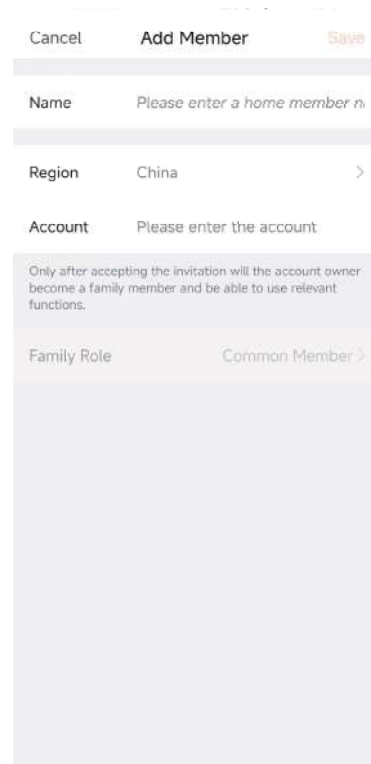 Cancel Add Member Save
Name Please enter a home member n
Region China >
Account Please enter the account
Only after accepting the invitation will the account owner
become a family member and be able to use relevant
functions.
Family Role Common Member >